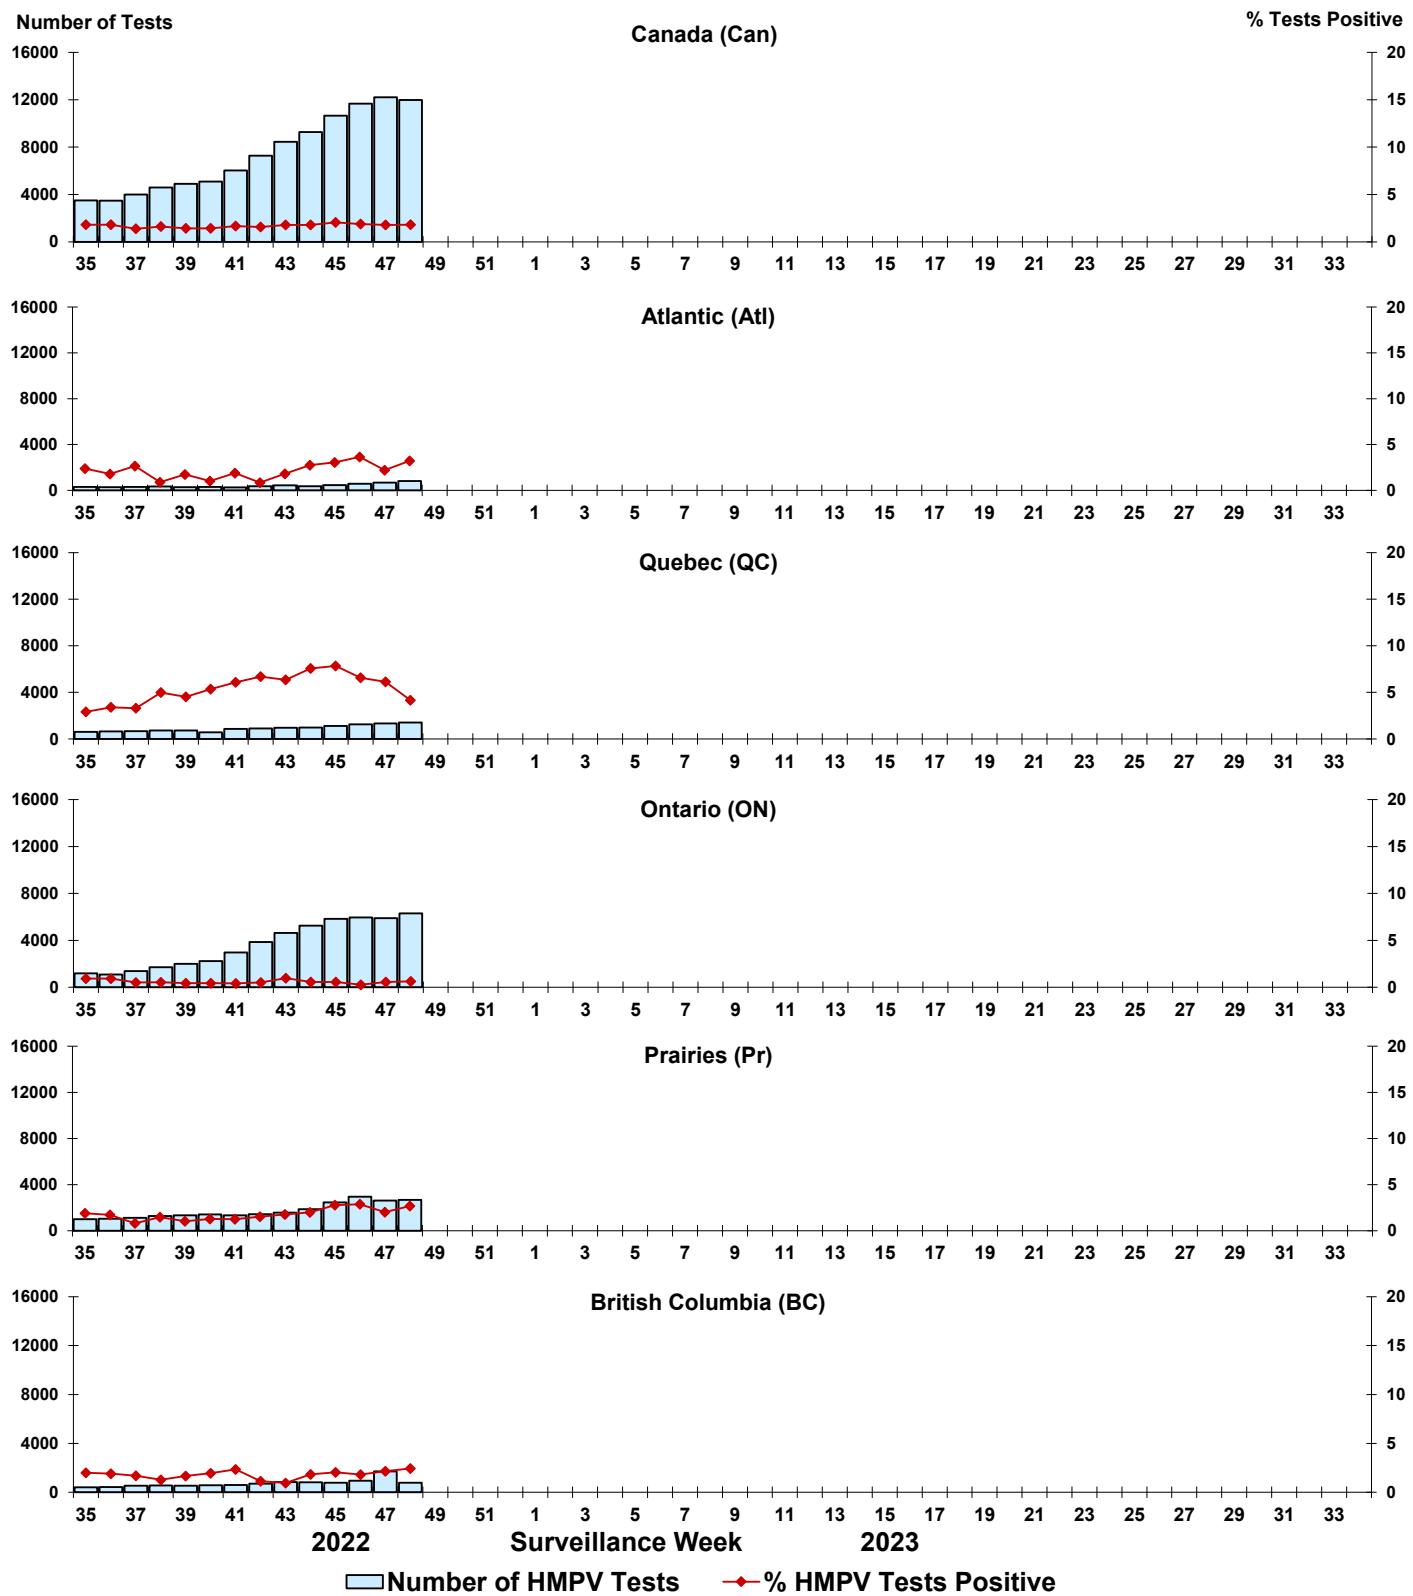 Number of Tests
% Tests Positive
Canada (Can)
16000 20
12000 15
8000 10
4000 5
0 0
35 37 39 41 43 45 47 49 51 1 3 5 7 9 11 13 15 17 19 21 23 25 27 29 31 33
Atlantic (Atl)
16000 20
12000 15
8000 10
4000 5
0 0
35 37 39 41 43 45 47 49 51 1 3 5 7 9 11 13 15 17 19 21 23 25 27 29 31 33
Quebec (QC)
16000 20
12000 15
8000 10
4000 5
0 0
35 37 39 41 43 45 47 49 51 1 3 5 7 9 11 13 15 17 19 21 23 25 27 29 31 33
Ontario (ON)
16000 20
12000 15
8000 10
4000 5
0 0
35 37 39 41 43 45 47 49 51 1 3 5 7 9 11 13 15 17 19 21 23 25 27 29 31 33
Prairies (Pr)
16000 20
12000 15
8000 10
4000 5
0 0
35 37 39 41 43 45 47 49 51 1 3 5 7 9 11 13 15 17 19 21 23 25 27 29 31 33
British Columbia (BC)
16000 20
12000 15
8000 10
4000 5
0 0
35 37 39 41 43 45 47 49 51 1 3 5 7 9 11 13 15 17 19 21 23 25 27 29 31 33
2022 Surveillance Week 2023
Number of HMPV Tests % HMPV Tests Positive